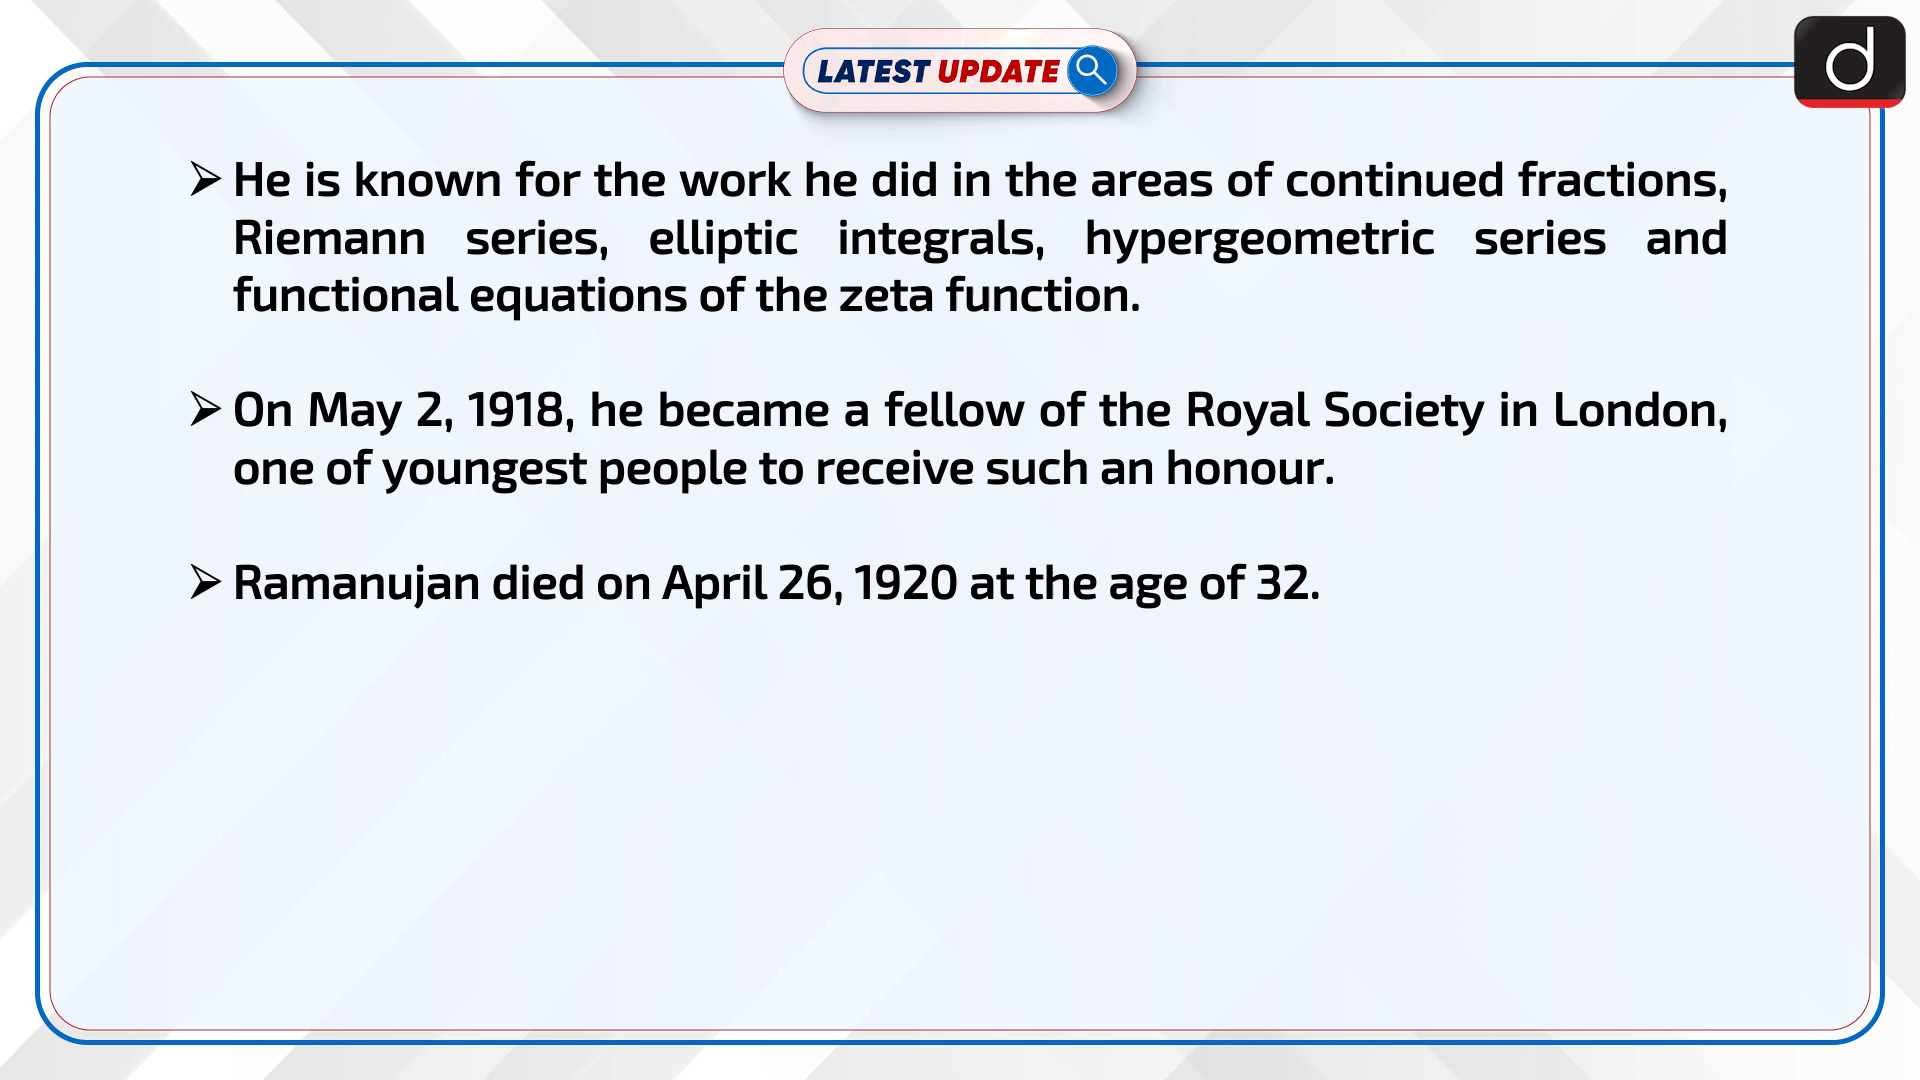 LATEST UPDATE
d
➢ He is known for the work he did in the areas of continued fractions,
Riemann series, elliptic integrals, hypergeometric series and
functional equations of the zeta function.
➢ On May 2, 1918, he became a fellow of the Royal Society in London,
one of youngest people to receive such an honour.
➢ Ramanujan died on April 26, 1920 at the age of 32.